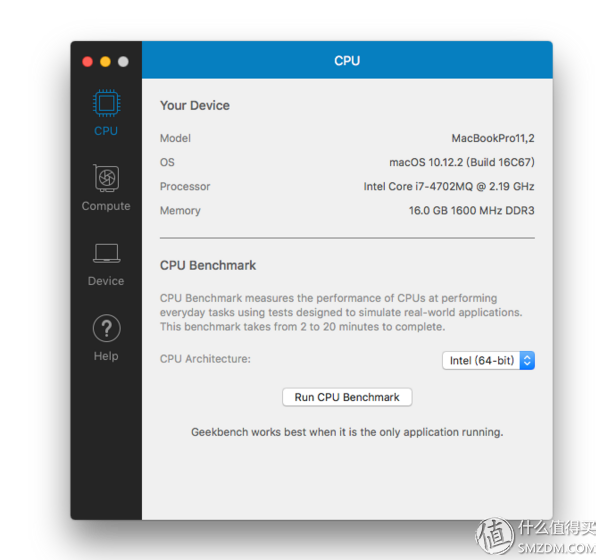 CPU
CPU
Compute
Device
Help
Your Device
Model MacBookPro11,2
OS macOS 10.12.2 (Build 16C67)
Processor Intel Core i7-4702MQ @ 2.19 GHz
Memory 16.0 GB 1600 MHz DDR3
CPU Benchmark
CPU Benchmark measures the performance of CPUs at performing
everyday tasks using tests designed to simulate real-world applications.
This benchmark takes from 2 to 20 minutes to complete.
CPU Architecture: Intel (64-bit)
Run CPU Benchmark
Geekbench works best when it is the only application running.
值 什么值得买
SMZDM.COM